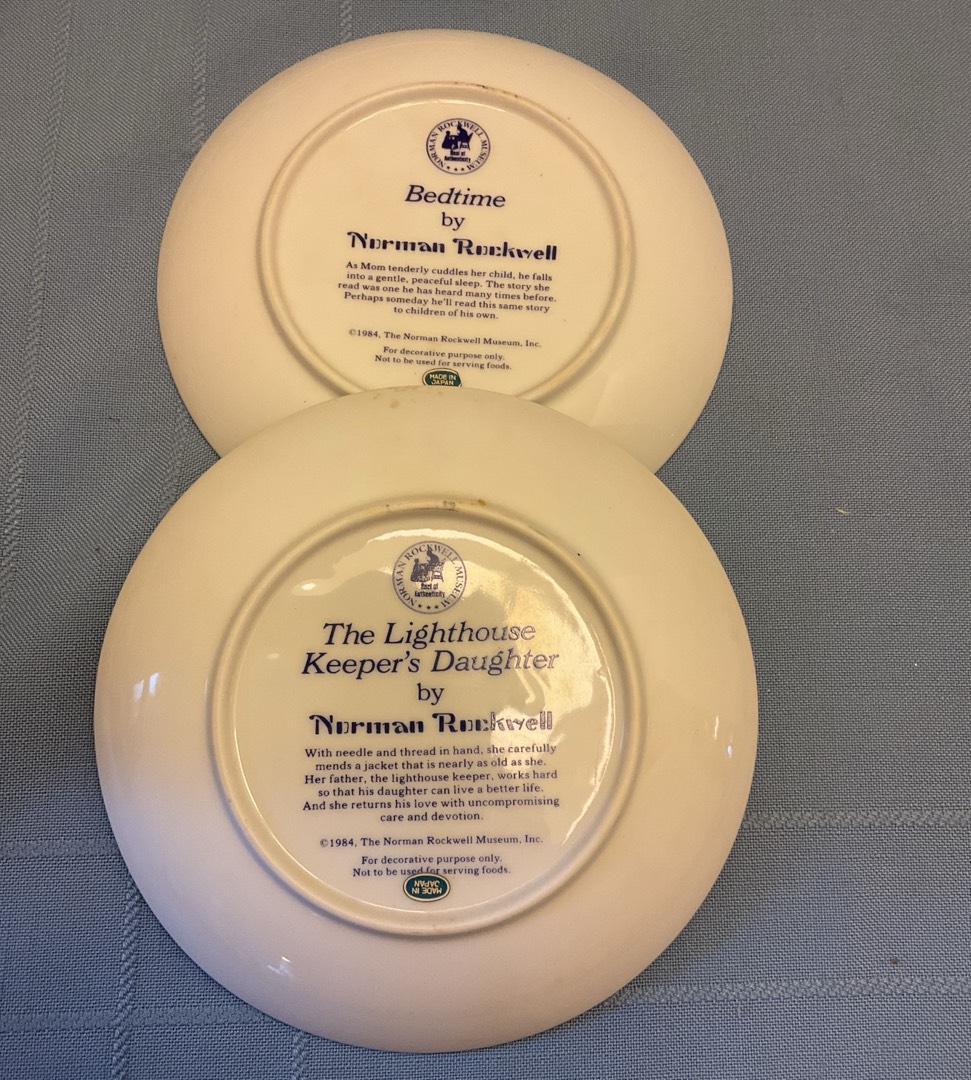 NORMAN ROCKWELL MUSEUM
Seal of
Authenticity
Bedtime
by
Norman Rockwell
As Mom tenderly cuddles her child, he falls
into a gentle, peaceful sleep. The story she
read was one he has heard many times before.
Perhaps someday he'll read this same story
to children of his own.
©1984, The Norman Rockwell Museum, Inc.
For decorative purpose only.
Not to be used for serving foods.
MADE IN
JAPAN
NORMAN ROCKWELL MUSEUM
Seal of
Authenticity
The Lighthouse
Keeper's Daughter
by
Norman Rockwell
With needle and thread in hand, she carefully
mends a jacket that is nearly as old as she.
Her father, the lighthouse keeper, works hard
so that his daughter can live a better life.
And she returns his love with uncompromising
care and devotion.
©1984, The Norman Rockwell Museum, Inc.
For decorative purpose only.
Not to be used for serving foods.
MADE IN
JAPAN